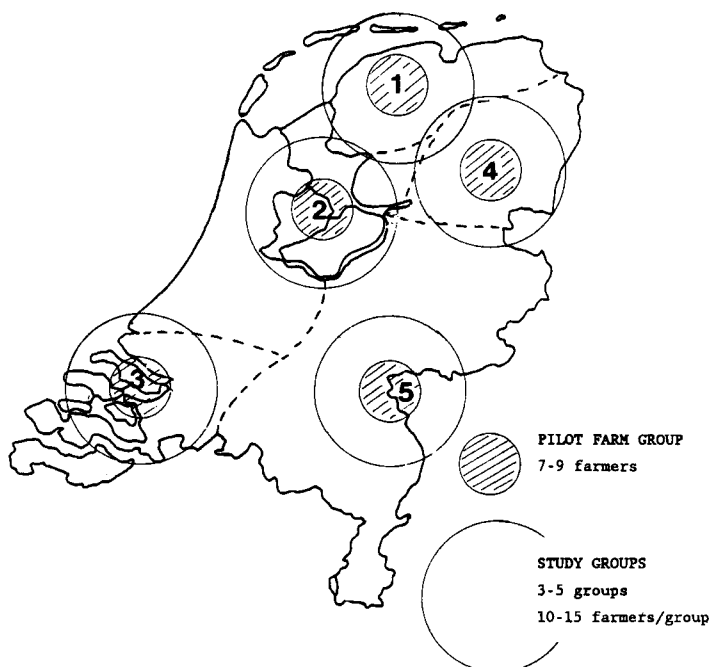 1
4
2
3
5
PILOT FARM GROUP
7-9 farmers
STUDY GROUPS
3-5 groups
10-15 farmers/group